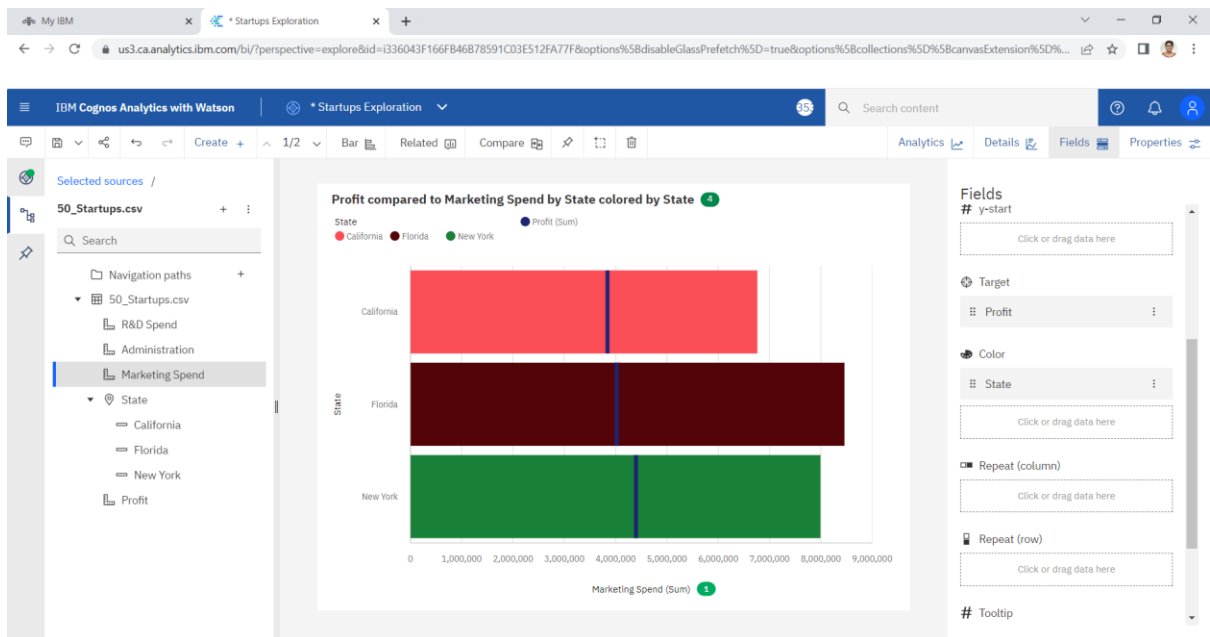 My IBM
* Startups Exploration
us3.ca.analytics.ibm.com/bi/?perspective=explore&id=i336043F166FB46B78591C03E512FA77F&options%5BdisableGlassPrefetch%5D=true&options%5Bcollections%5D%5BcanvasExtension%5D%...
IBM Cognos Analytics with Watson
* Startups Exploration
Search content
Create +
1/2
Bar
Related
Compare
Analytics
Details
Fields
Properties
Selected sources /
50_Startups.csv
Search
Navigation paths
50_Startups.csv
R&D Spend
Administration
Marketing Spend
State
California
Florida
New York
Profit
Profit compared to Marketing Spend by State colored by State 4
State
Profit (Sum)
California
Florida
New York
State
California
Florida
New York
0
1,000,000
2,000,000
3,000,000
4,000,000
5,000,000
6,000,000
7,000,000
8,000,000
9,000,000
Marketing Spend (Sum) 1
Fields
# y-start
Click or drag data here
Target
Profit
Color
State
Click or drag data here
Repeat (column)
Click or drag data here
Repeat (row)
Click or drag data here
# Tooltip